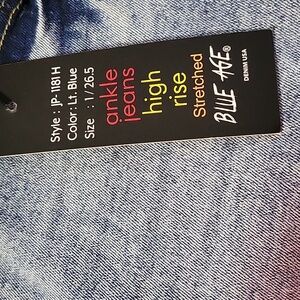 Style : JP-1181 H
Color : Lt. Blue
Size : 1 / 26.5
ankle
jeans
high
rise
Stretched
BLUE AGE®
DENIM USA